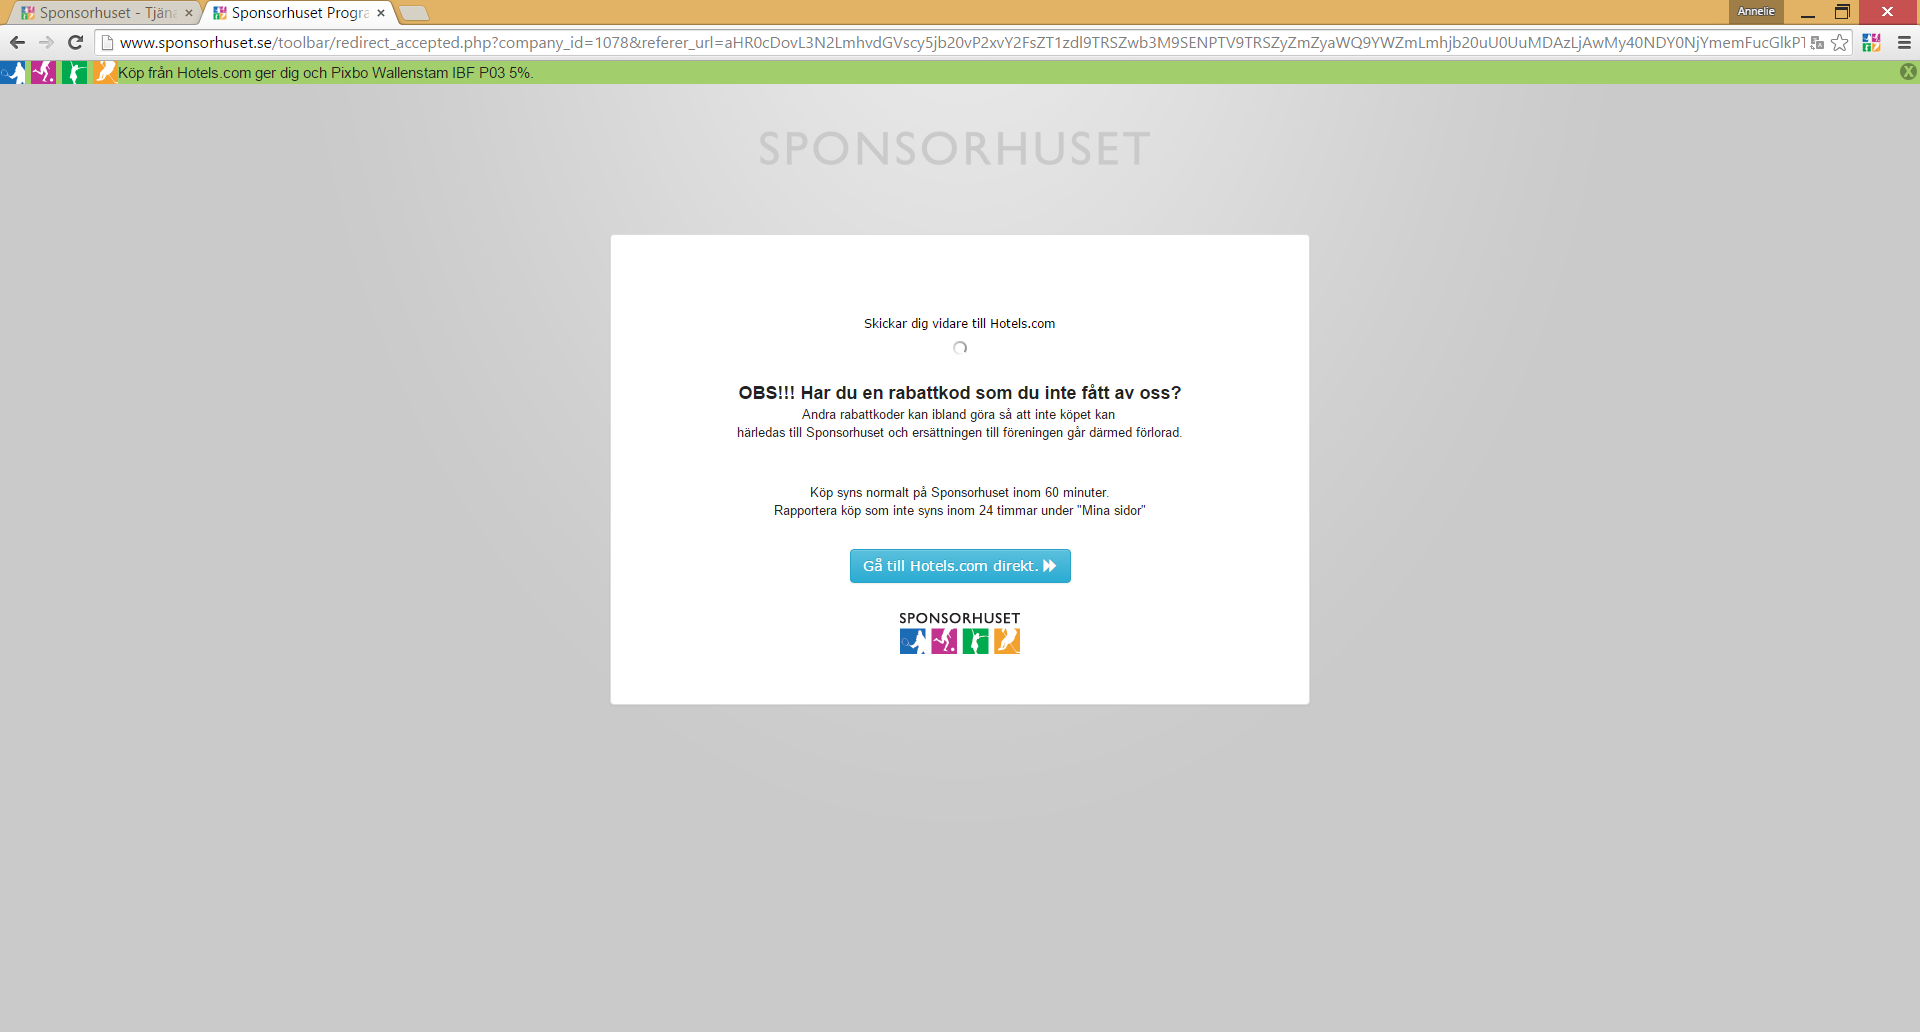 Sponsorhuset - Tjäna
Sponsorhuset Progra
Annelie
www.sponsorhuset.se/toolbar/redirect_accepted.php?company_id=1078&referer_url=aHR0cDovL3N2LmhvdGVscy5jb20vP2xvY2FsZT1zdl9TRSZwb3M9SENPTV9TRSZyZmZyaWQ9YWZmLmhjb20uU0UuMDAzLjAwMy40NDY0NjYmemFucGlkPT
Köp från Hotels.com ger dig och Pixbo Wallenstam IBF P03 5%.
SPONSORHUSET
Skickar dig vidare till Hotels.com
OBS!!! Har du en rabattkod som du inte fått av oss?
Andra rabattkoder kan ibland göra så att inte köpet kan
härledas till Sponsorhuset och ersättningen till föreningen går därmed förlorad.
Köp syns normalt på Sponsorhuset inom 60 minuter.
Rapportera köp som inte syns inom 24 timmar under "Mina sidor"
Gå till Hotels.com direkt.
SPONSORHUSET